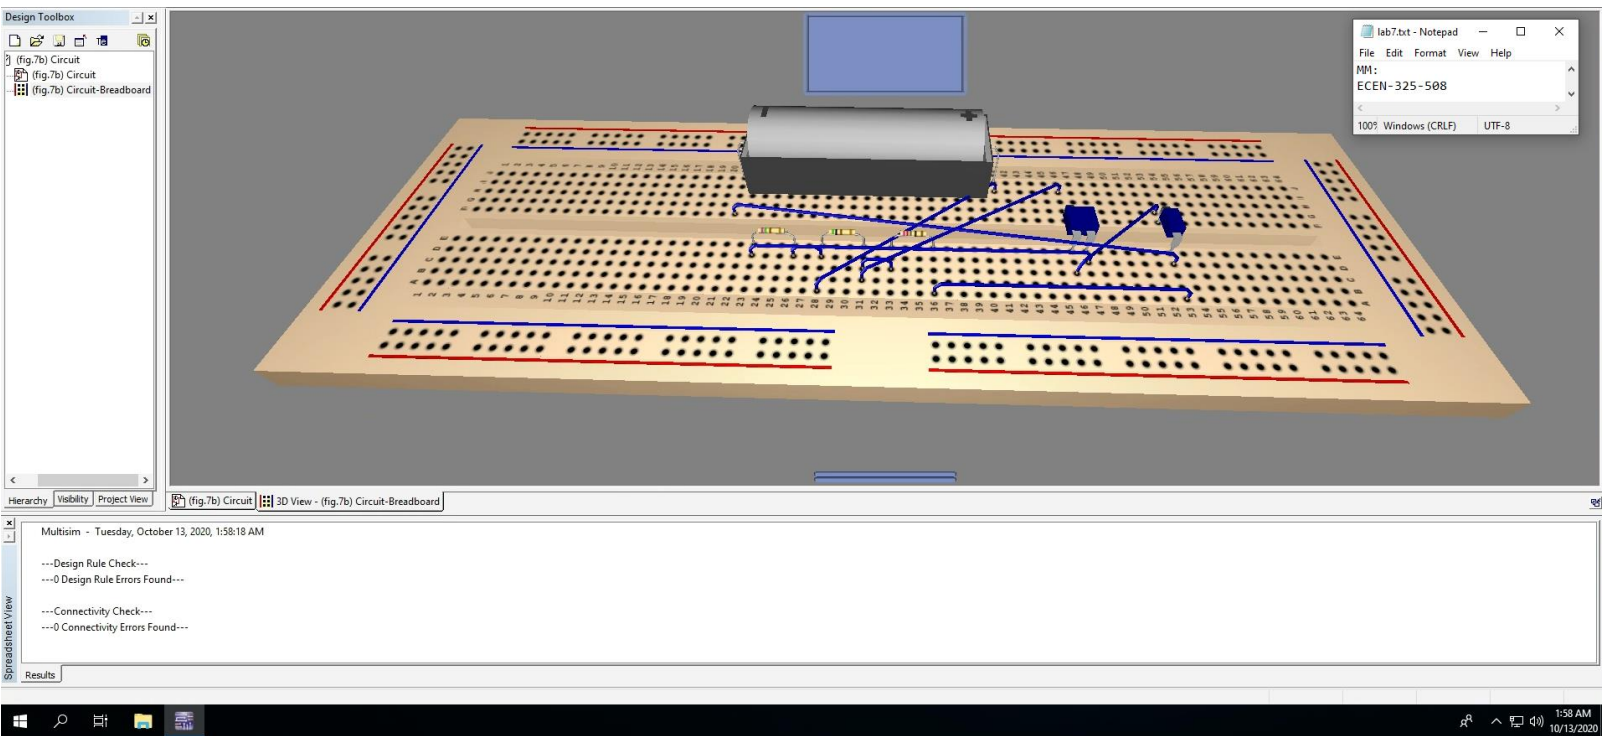 Design Toolbox
(fig.7b) Circuit
(fig.7b) Circuit
(fig.7b) Circuit-Breadboard
Hierarchy Visibility Project View
lab7.txt - Notepad
File Edit Format View Help
MM:
ECEN-325-508
Windows (CRLF) UTF-8
(fig.7b) Circuit 3D View - (fig.7b) Circuit-Breadboard
Multisim - Tuesday, October 13, 2020, 1:58:18 AM
---Design Rule Check---
---0 Design Rule Errors Found---
---Connectivity Check---
---0 Connectivity Errors Found---
Spreadsheet View
Results
1:58 AM
10/13/2020